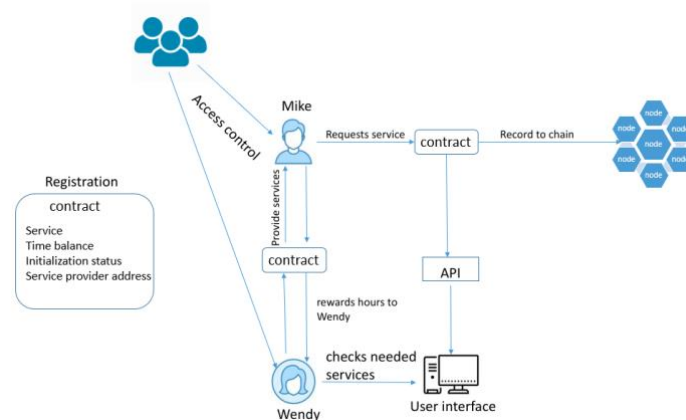 Access control
Mike
Requests service
contract
Record to chain
node
node
node
node
node
node
node
Registration
contract
Service
Time balance
Initialization status
Service provider address
Provide services
contract
rewards hours to
Wendy
API
checks needed
services
Wendy
User interface